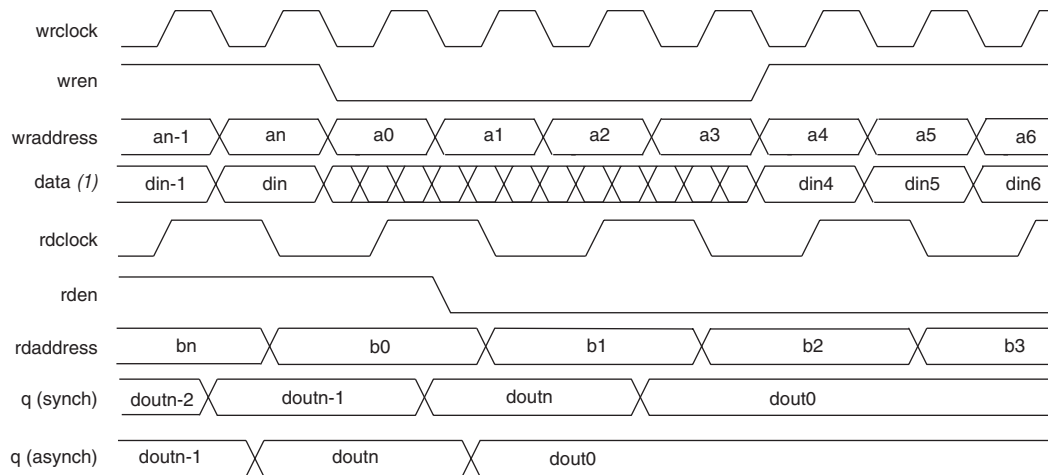 wrclock
wren
wraddress an-1 an a0 a1 a2 a3 a4 a5 a6
data (1) din-1 din din4 din5 din6
rdclock
rden
rdaddress bn b0 b1 b2 b3
q (synch) doutn-2 doutn-1 doutn dout0
q (asynch) doutn-1 doutn dout0